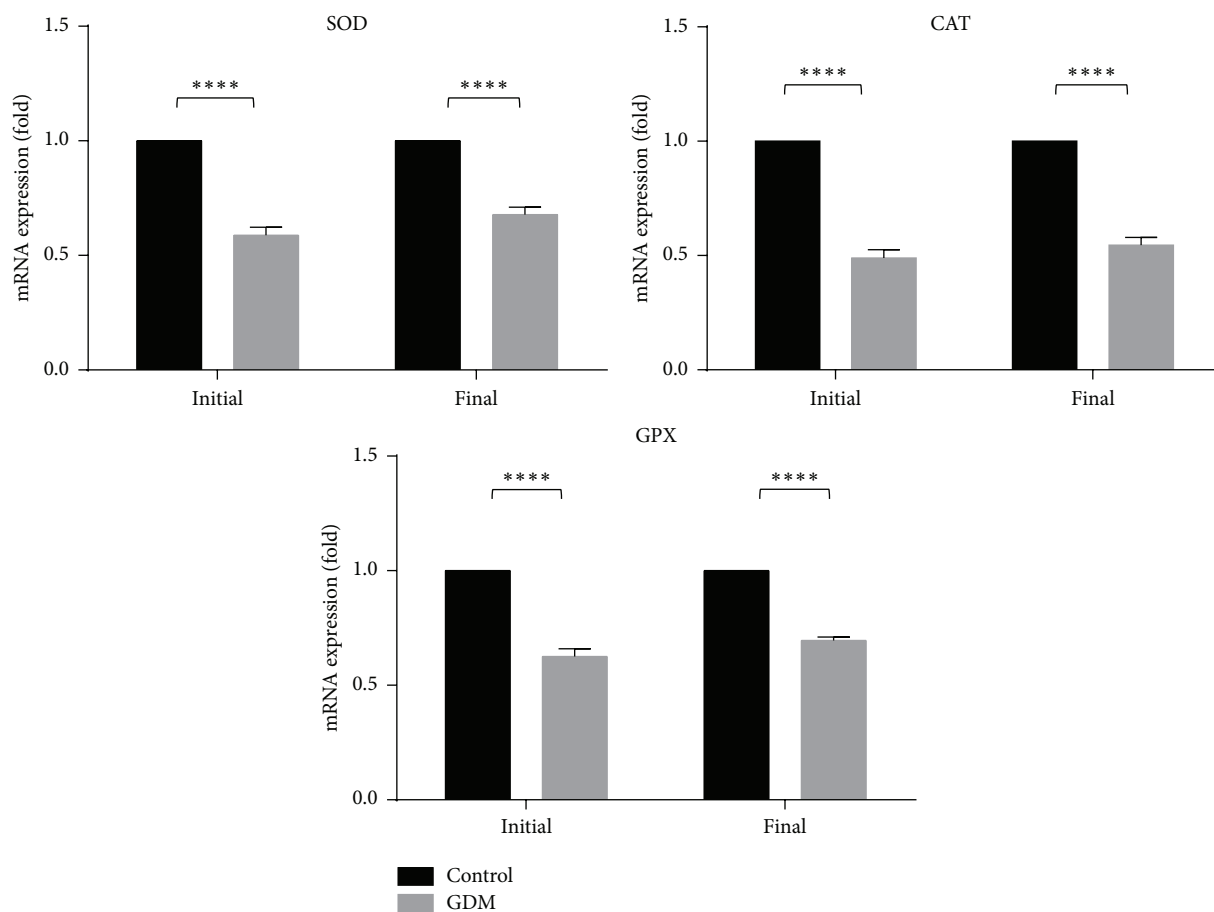 SOD
mRNA expression (fold)
1.5
1.0
0.5
0.0
****
****
Initial
Final
CAT
mRNA expression (fold)
1.5
1.0
0.5
0.0
****
****
Initial
Final
GPX
mRNA expression (fold)
1.5
1.0
0.5
0.0
****
****
Initial
Final
Control
GDM